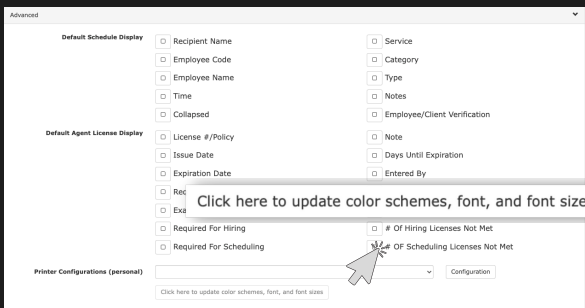 Advanced
Default Schedule Display
Recipient Name
Service
Employee Code
Category
Employee Name
Type
Time
Notes
Collapsed
Employee/Client Verification
Default Agent License Display
License #/Policy
Note
Issue Date
Days Until Expiration
Expiration Date
Entered By
Click here to update color schemes, font, and font size
Required For Hiring
# Of Hiring Licenses Not Met
Required For Scheduling
# OF Scheduling Licenses Not Met
Printer Configurations (personal)
Configuration
Click here to update color schemes, font, and font sizes